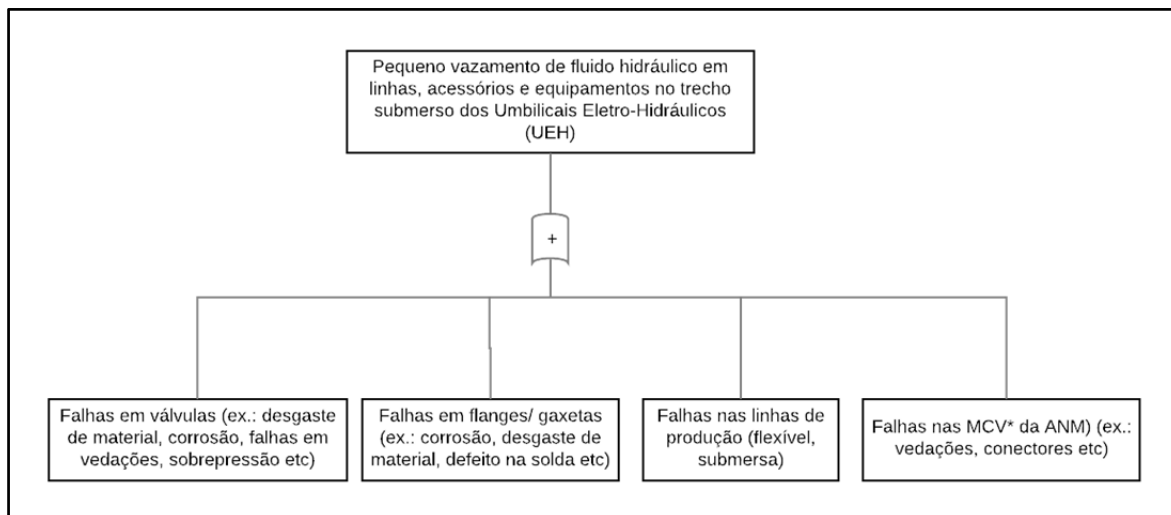 Pequeno vazamento de fluido hidráulico em
linhas, acessórios e equipamentos no trecho
submerso dos Umbilicais Eletro-Hidráulicos
(UEH)
+
Falhas em válvulas (ex.: desgaste
de material, corrosão, falhas em
vedações, sobrepressão etc)
Falhas em flanges/ gaxetas
(ex.: corrosão, desgaste de
material, defeito na solda etc)
Falhas nas linhas de
produção (flexível,
submersa)
Falhas nas MCV* da ANM) (ex.:
vedações, conectores etc)